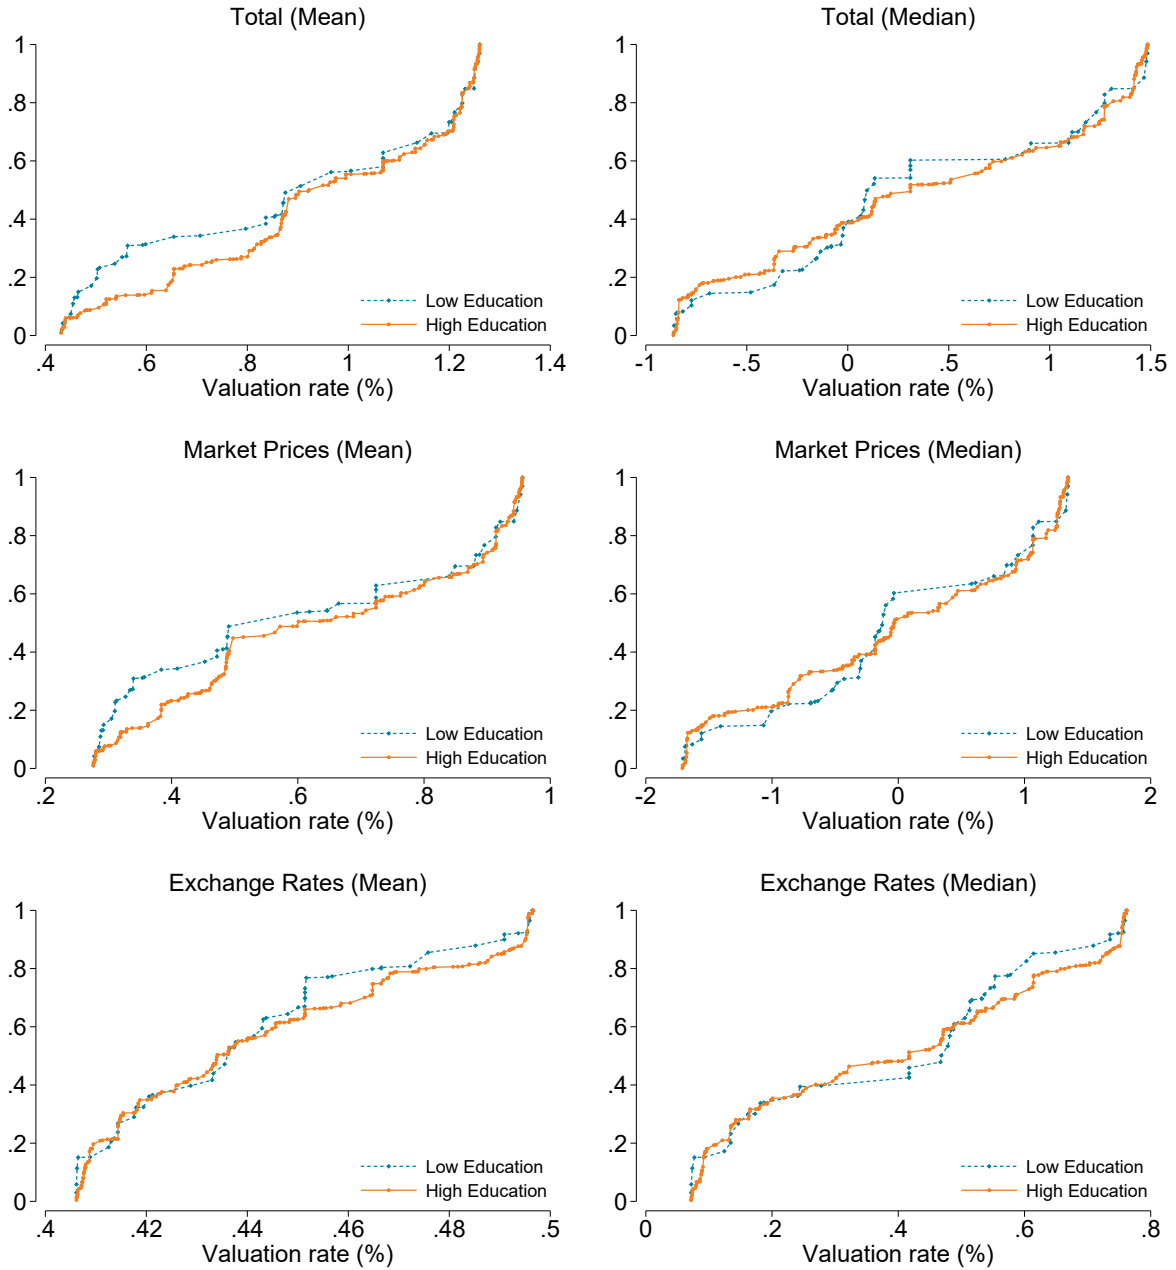 Total (Mean)
1
.8
.6
.4
.2
0
Low Education
High Education
.4 .6 .8 1 1.2 1.4
Valuation rate (%)
Total (Median)
1
.8
.6
.4
.2
0
Low Education
High Education
-1 -.5 0 .5 1 1.5
Valuation rate (%)
Market Prices (Mean)
1
.8
.6
.4
.2
0
Low Education
High Education
.2 .4 .6 .8 1
Valuation rate (%)
Market Prices (Median)
1
.8
.6
.4
.2
0
Low Education
High Education
-2 -1 0 1 2
Valuation rate (%)
Exchange Rates (Mean)
1
.8
.6
.4
.2
0
Low Education
High Education
.4 .42 .44 .46 .48 .5
Valuation rate (%)
Exchange Rates (Median)
1
.8
.6
.4
.2
0
Low Education
High Education
0 .2 .4 .6 .8
Valuation rate (%)